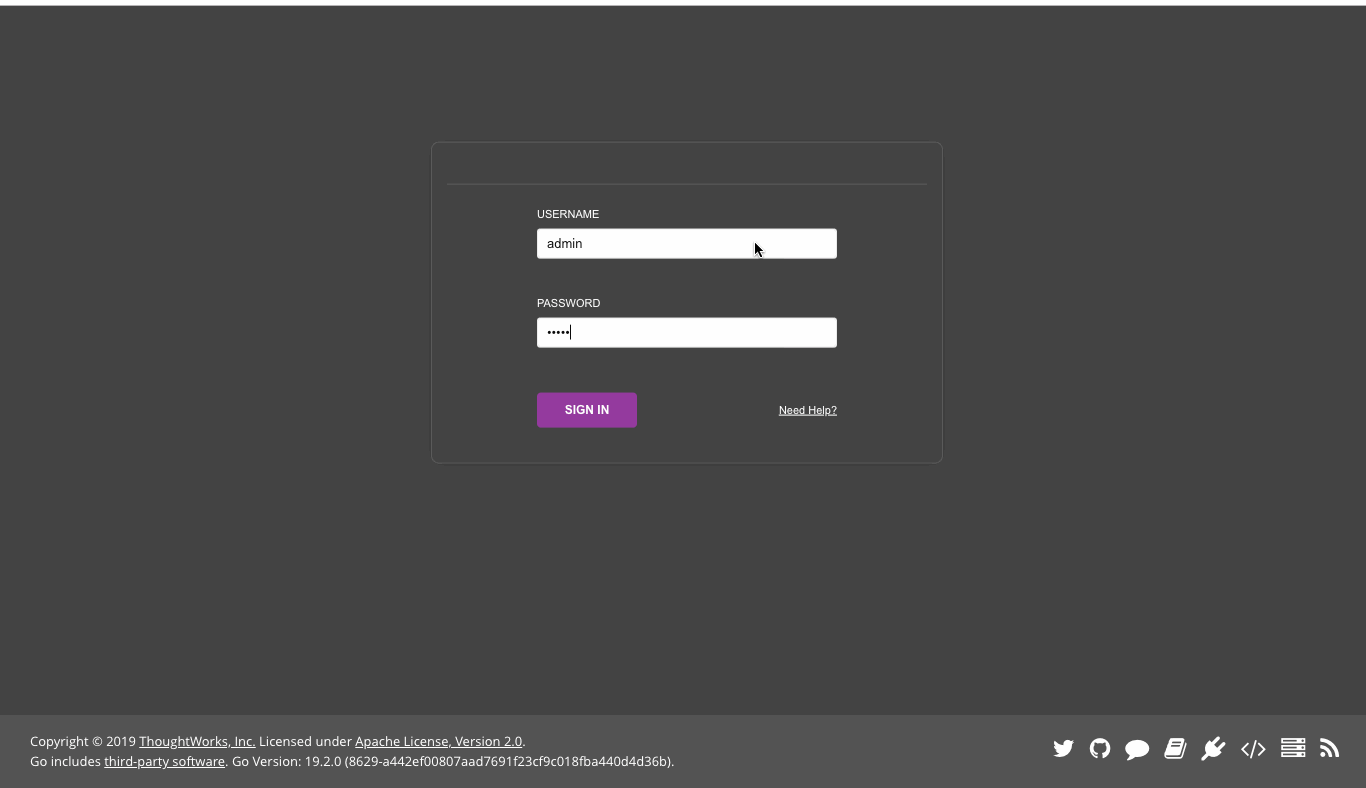 USERNAME
admin
PASSWORD
•••••
SIGN IN
Need Help?
Copyright © 2019 ThoughtWorks, Inc. Licensed under Apache License, Version 2.0.
Go includes third-party software. Go Version: 19.2.0 (8629-a442ef00807aad7691f23cf9c018fba440d4d36b).